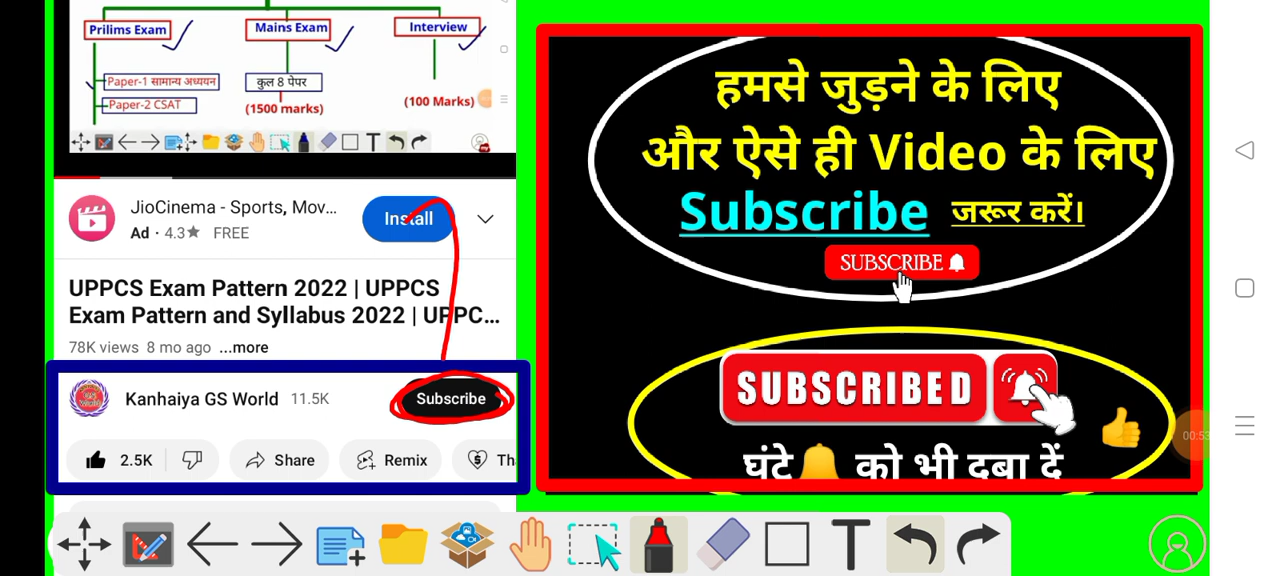 Prilims Exam
Mains Exam
Interview
Paper-1 सामान्य अध्ययन
Paper-2 CSAT
कुल 8 पेपर
(1500 marks)
(100 Marks)
JioCinema - Sports, Mov...
Ad · 4.3★ FREE
Install
UPPCS Exam Pattern 2022 | UPPCS
Exam Pattern and Syllabus 2022 | UPPC...
78K views 8 mo ago ...more
Kanhaiya GS World 11.5K
Subscribe
2.5K
Share
Remix
Th
हमसे जुड़ने के लिए
और ऐसे ही Video के लिए
Subscribe जरूर करें।
SUBSCRIBE
SUBSCRIBED
घंटे🔔 को भी दबा दें
00:53
T